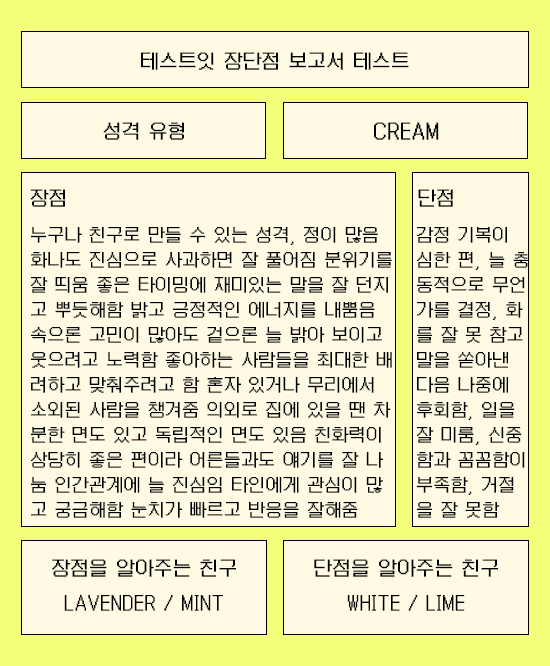 테스트잇 장단점 보고서 테스트
성격 유형
CREAM
장점
누구나 친구로 만들 수 있는 성격, 정이 많음
화나도 진심으로 사과하면 잘 풀어짐 분위기를
잘 띄움 좋은 타이밍에 재미있는 말을 잘 던지
고 뿌듯해함 밝고 긍정적인 에너지를 내뿜음
속으론 고민이 많아도 겉으론 늘 밝아 보이고
웃으려고 노력함 좋아하는 사람들을 최대한 배
려하고 맞춰주려고 함 혼자 있거나 무리에서
소외된 사람을 챙겨줌 의외로 집에 있을 땐 차
분한 면도 있고 독립적인 면도 있음 친화력이
상당히 좋은 편이라 어른들과도 얘기를 잘 나
눔 인간관계에 늘 진심임 타인에게 관심이 많
고 궁금해함 눈치가 빠르고 반응을 잘해줌
단점
감정 기복이
심한 편, 늘 충
동적으로 무언
가를 결정, 화
를 잘 못 참고
말을 쏟아낸
다음 나중에
후회함, 일을
잘 미룸, 신중
함과 꼼꼼함이
부족함, 거절
을 잘 못함
장점을 알아주는 친구
LAVENDER / MINT
단점을 알아주는 친구
WHITE / LIME